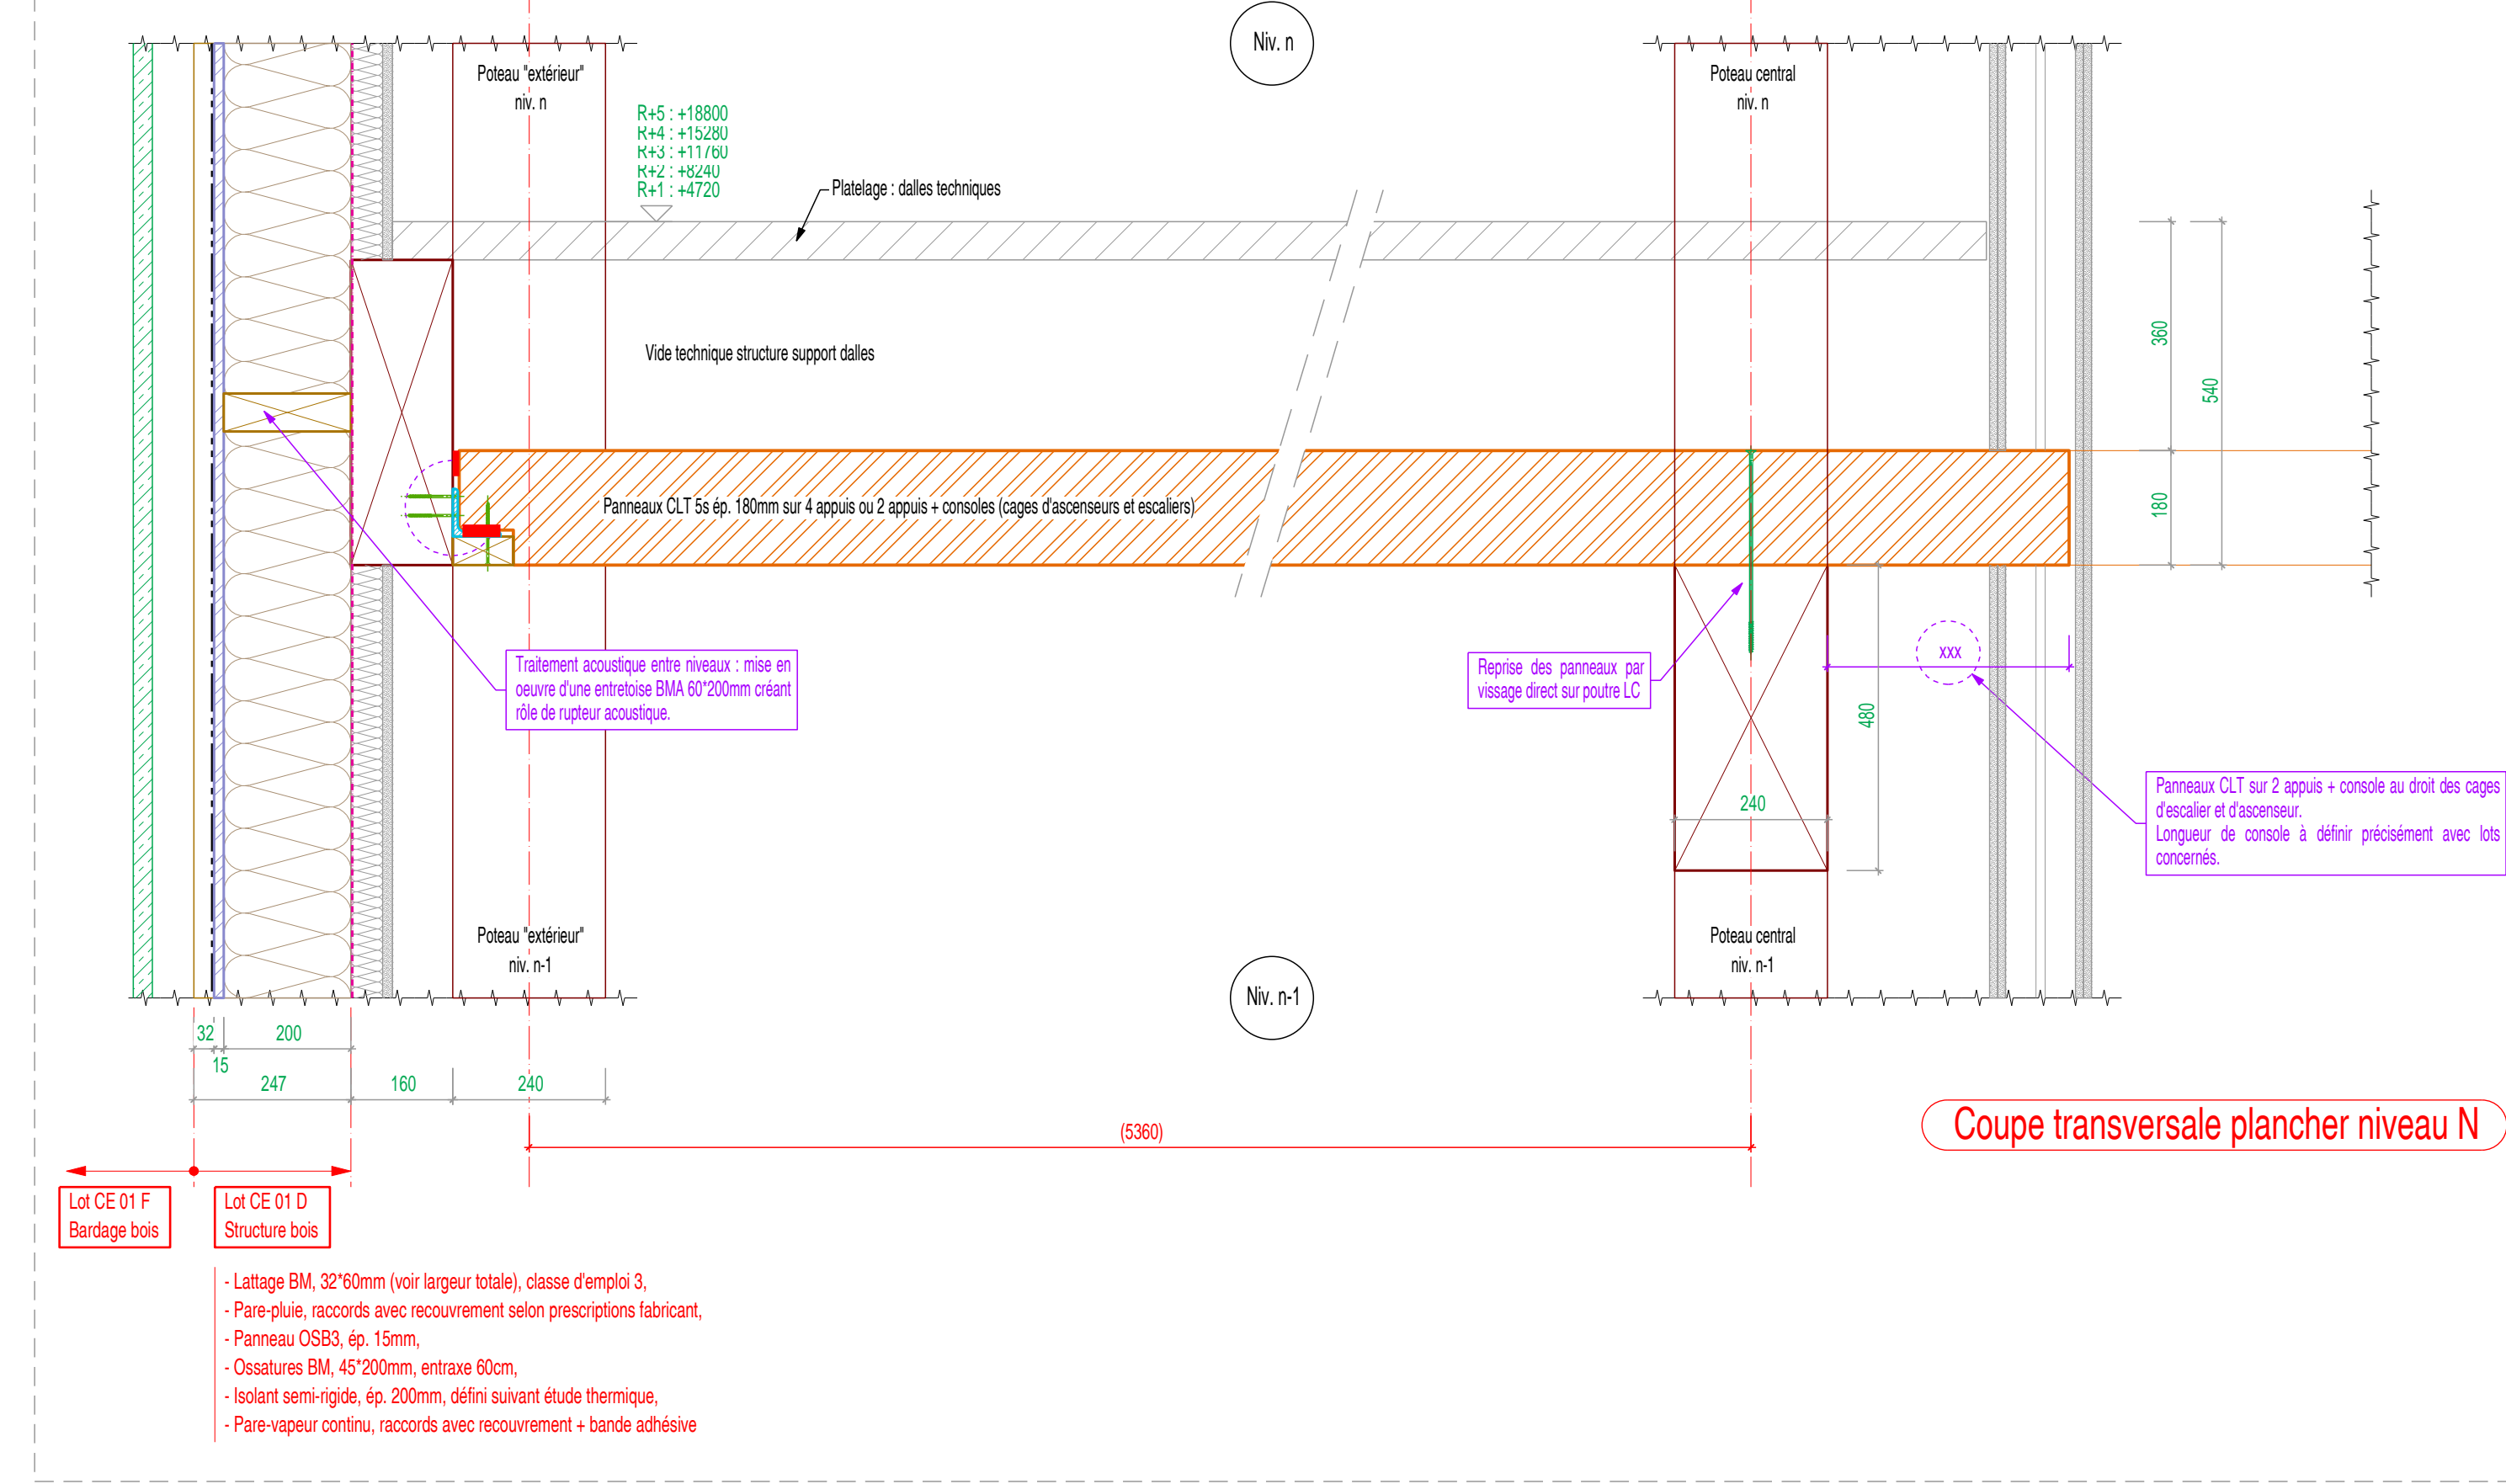 Niv. n
Poteau "extérieur"
niv. n
Poteau central
niv. n
R+5 : +18800
R+4 : +15280
R+3 : +11760
R+2 : +8240
R+1 : +4720
Platelage : dalles techniques
Vide technique structure support dalles
360
540
180
Panneaux CLT 5s ép. 180mm sur 4 appuis ou 2 appuis + consoles (cages d'ascenseurs et escaliers)
Traitement acoustique entre niveaux : mise en
oeuvre d'une entretoise BMA 60*200mm créant
rôle de rupteur acoustique.
Reprise des panneaux par
vissage direct sur poutre LC
xxx
480
240
Panneaux CLT sur 2 appuis + console au droit des cages
d'escalier et d'ascenseur.
Longueur de console à définir précisément avec lots
concernés.
Poteau "extérieur"
niv. n-1
Poteau central
niv. n-1
Niv. n-1
32
200
15
247
160
240
(5360)
Coupe transversale plancher niveau N
Lot CE 01 F
Bardage bois
Lot CE 01 D
Structure bois
- Lattage BM, 32*60mm (voir largeur totale), classe d'emploi 3,
- Pare-pluie, raccords avec recouvrement selon prescriptions fabricant,
- Panneau OSB3, ép. 15mm,
- Ossatures BM, 45*200mm, entraxe 60cm,
- Isolant semi-rigide, ép. 200mm, défini suivant étude thermique,
- Pare-vapeur continu, raccords avec recouvrement + bande adhésive